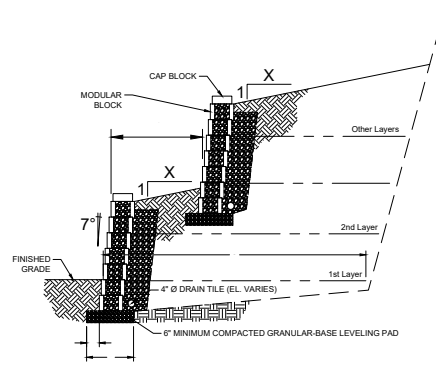 CAP BLOCK
1
X
MODULAR
BLOCK
Other Layers
1
X
7°
2nd Layer
FINISHED
GRADE
1st Layer
4" Ø DRAIN TILE (EL. VARIES)
6" MINIMUM COMPACTED GRANULAR-BASE LEVELING PAD